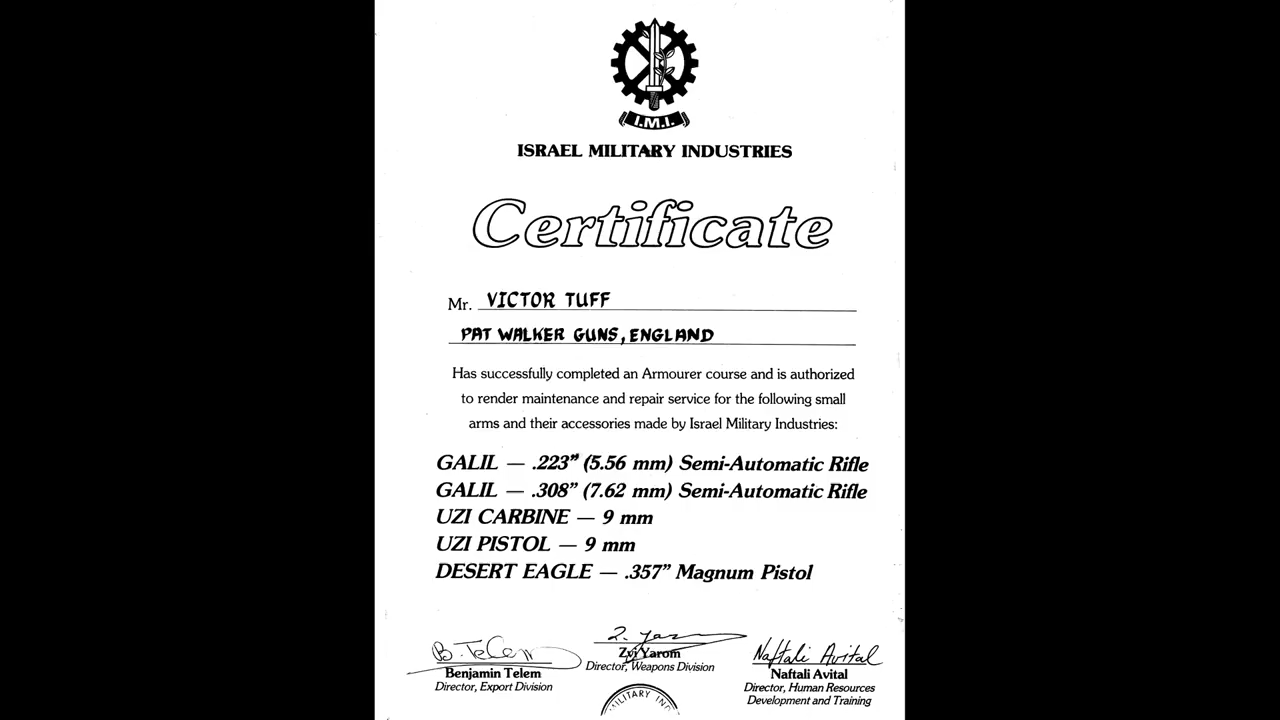 I.M.I.
ISRAEL MILITARY INDUSTRIES
Certificate
Mr. VICTOR TUFF
PAT WALKER GUNS, ENGLAND
Has successfully completed an Armourer course and is authorized
to render maintenance and repair service for the following small
arms and their accessories made by Israel Military Industries:
GALIL — .223” (5.56 mm) Semi-Automatic Rifle
GALIL — .308” (7.62 mm) Semi-Automatic Rifle
UZI CARBINE — 9 mm
UZI PISTOL — 9 mm
DESERT EAGLE — .357” Magnum Pistol
B. Telem
Benjamin Telem
Director, Export Division
Z. Yarom
Zvi Yarom
Director, Weapons Division
Naftali Avital
Naftali Avital
Director, Human Resources
Development and Training
MILITARY IND